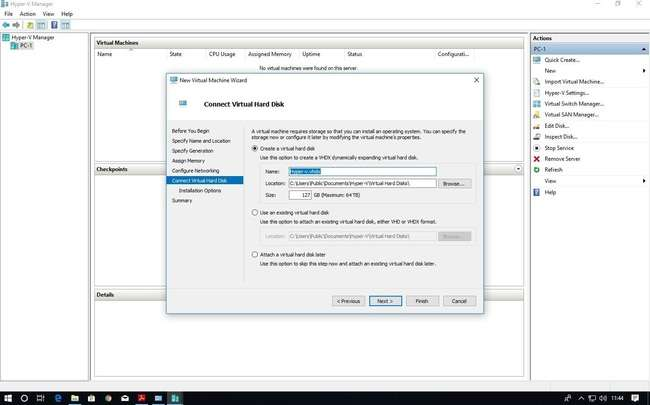 Hyper-V Manager
File Action View Help
Hyper-V Manager
PC-1
Virtual Machines
Name State CPU Usage Assigned Memory Uptime Status Configurati...
No virtual machines were found on this server.
Checkpoints
Details
New Virtual Machine Wizard
Connect Virtual Hard Disk
Before You Begin
Specify Name and Location
Specify Generation
Assign Memory
Configure Networking
Connect Virtual Hard Disk
Installation Options
Summary
A virtual machine requires storage so that you can install an operating system. You can specify the
storage now or configure it later by modifying the virtual machine's properties.
Create a virtual hard disk
Use this option to create a VHDX dynamically expanding virtual hard disk.
Name: Hyper-v.vhdx
Location: C:\Users\Public\Documents\Hyper-V\Virtual Hard Disks\ Browse...
Size: 127 GB (Maximum: 64 TB)
Use an existing virtual hard disk
Use this option to attach an existing virtual hard disk, either VHD or VHDX format.
Location: C:\Users\Public\Documents\Hyper-V\Virtual Hard Disks\ Browse...
Attach a virtual hard disk later
Use this option to skip this step now and attach an existing virtual hard disk later.
< Previous Next > Finish Cancel
Actions
PC-1
Quick Create...
New
Import Virtual Machine...
Hyper-V Settings...
Virtual Switch Manager...
Virtual SAN Manager...
Edit Disk...
Inspect Disk...
Stop Service
Remove Server
Refresh
View
Help
11:44